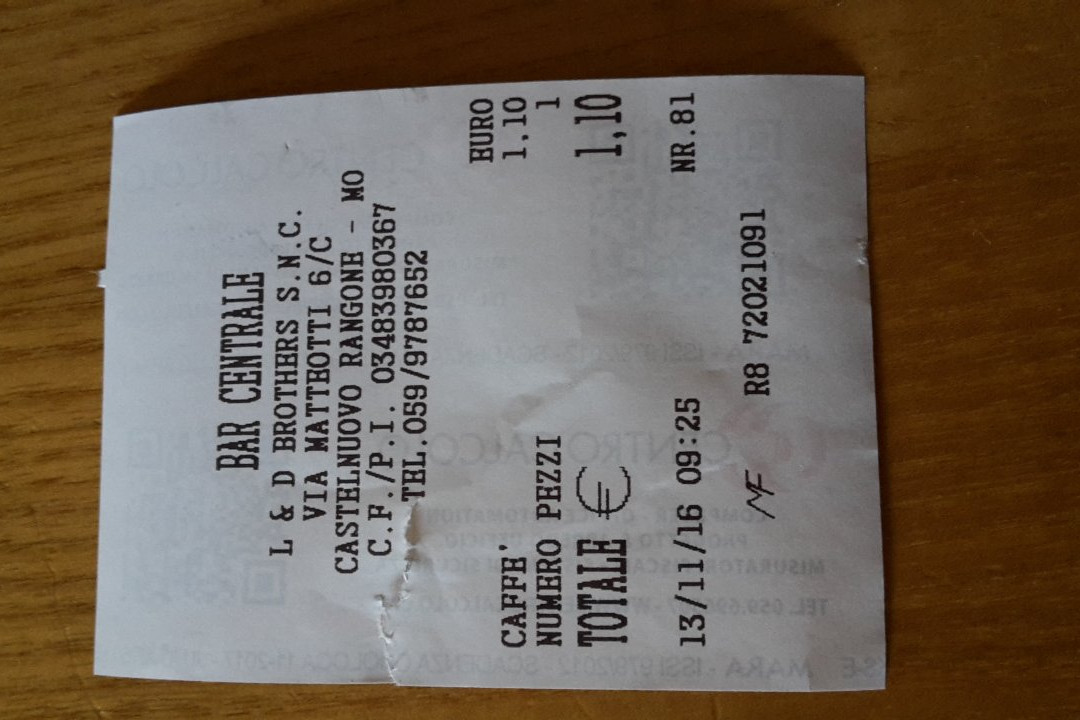 BAR CENTRALE
L & D BROTHERS S.N.C.
VIA MATTEOTTI 6/C
CASTELNUOVO RANGONE - MO
C.F./P.I. 03483980367
TEL.059/9787652
EURO
CAFFE' 1.10
NUMERO PEZZI 1
TOTALE € 1,10
13/11/16 09:25 NR.81
MF R8 72021091